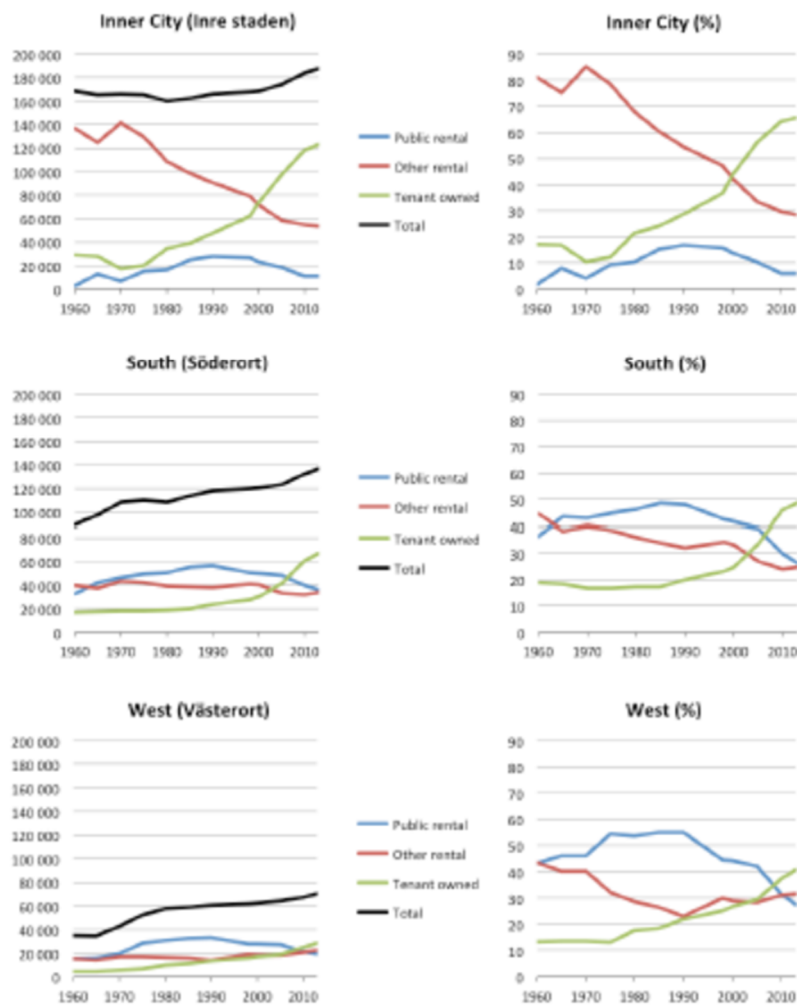 Inner City (Inre staden)
200 000
180 000
160 000
140 000
120 000
100 000
80 000
60 000
40 000
20 000
0
1960 1970 1980 1990 2000 2010
Public rental
Other rental
Tenant owned
Total
Inner City (%)
90
80
70
60
50
40
30
20
10
0
1960 1970 1980 1990 2000 2010
South (Söderort)
200 000
180 000
160 000
140 000
120 000
100 000
80 000
60 000
40 000
20 000
0
1960 1970 1980 1990 2000 2010
Public rental
Other rental
Tenant owned
Total
South (%)
90
80
70
60
50
40
30
20
10
0
1960 1970 1980 1990 2000 2010
West (Västerort)
200 000
180 000
160 000
140 000
120 000
100 000
80 000
60 000
40 000
20 000
0
1960 1970 1980 1990 2000 2010
Public rental
Other rental
Tenant owned
Total
West (%)
90
80
70
60
50
40
30
20
10
0
1960 1970 1980 1990 2000 2010